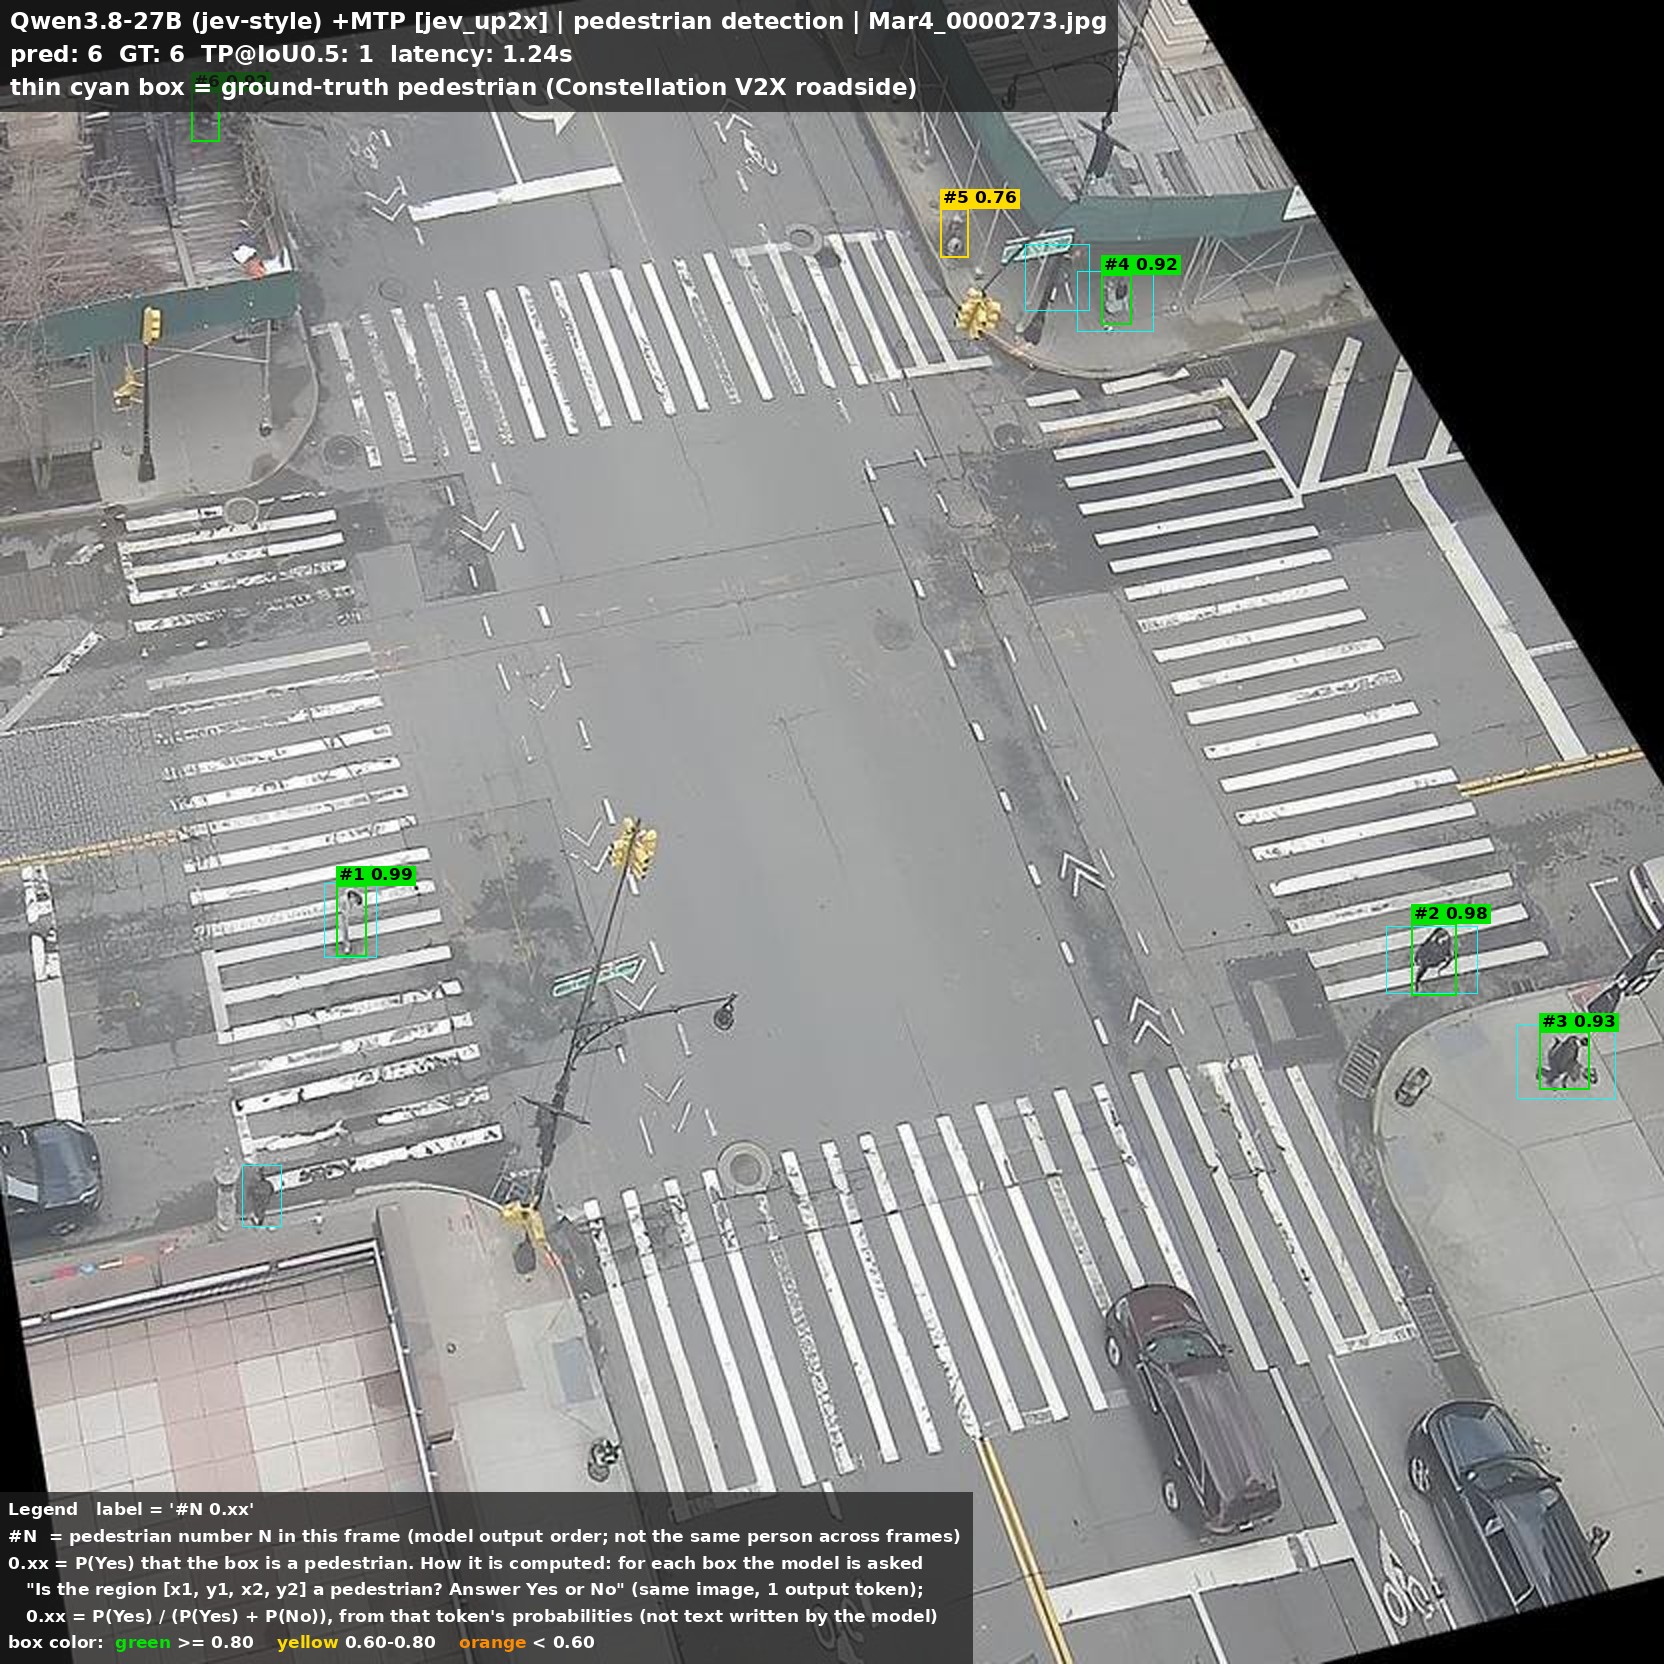 Qwen3.8-27B (jev-style) +MTP [jev_up2x] | pedestrian detection | Mar4_0000273.jpg
pred: 6  GT: 6  TP@IoU0.5: 1  latency: 1.24s
#6 0.92
thin cyan box = ground-truth pedestrian (Constellation V2X roadside)
#5 0.76
#4 0.92
#1 0.99
#2 0.98
#3 0.93
Legend   label = '#N 0.xx'
#N  = pedestrian number N in this frame (model output order; not the same person across frames)
0.xx = P(Yes) that the box is a pedestrian. How it is computed: for each box the model is asked
"Is the region [x1, y1, x2, y2] a pedestrian? Answer Yes or No" (same image, 1 output token);
0.xx = P(Yes) / (P(Yes) + P(No)), from that token's probabilities (not text written by the model)
box color:  green >= 0.80    yellow 0.60-0.80    orange < 0.60